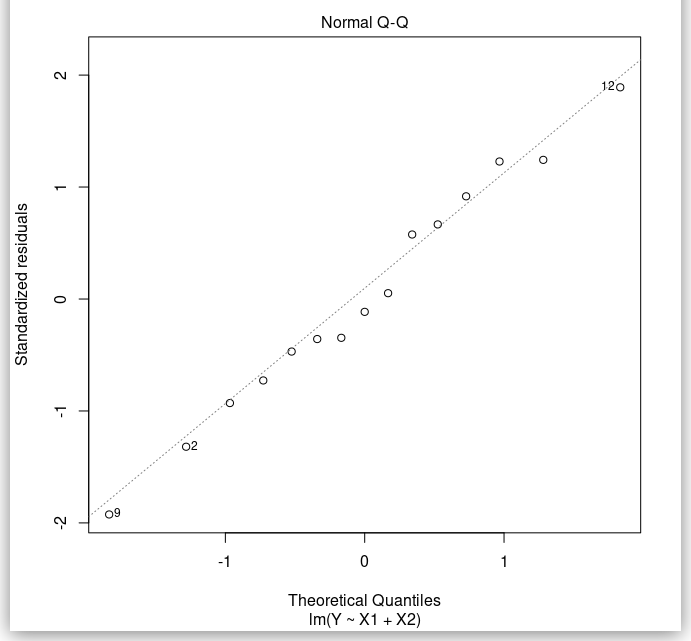 Normal Q-Q
2
1
0
-1
-2
Standardized residuals
12
2
9
-1
0
1
Theoretical Quantiles
lm(Y ~ X1 + X2)